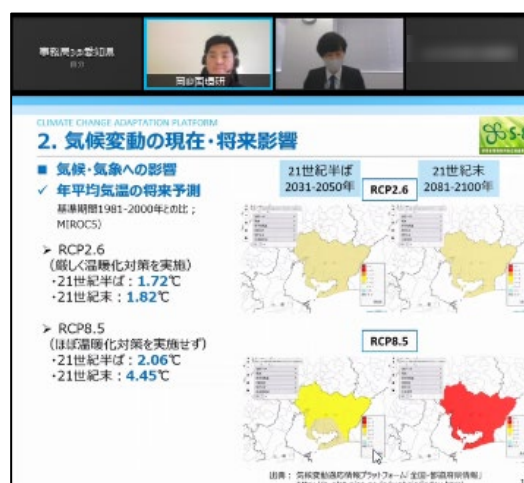 事務局3@愛知県
自分
岡@国環研
CLIMATE CHANGE ADAPTATION PLATFORM
2. 気候変動の現在・将来影響
■ 気候・気象への影響
✓ 年平均気温の将来予測
基準期間1981-2000年との比;
MIROC5)
➢ RCP2.6
(厳しく温暖化対策を実施)
・21世紀半ば:1.72℃
・21世紀末:1.82℃
➢ RCP8.5
(ほぼ温暖化対策を実施せず)
・21世紀半ば:2.06℃
・21世紀末:4.45℃
21世紀半ば
2031-2050年
RCP2.6
21世紀末
2081-2100年
RCP8.5
出典: 気候変動適応情報プラットフォーム「全国・都道府県情報」